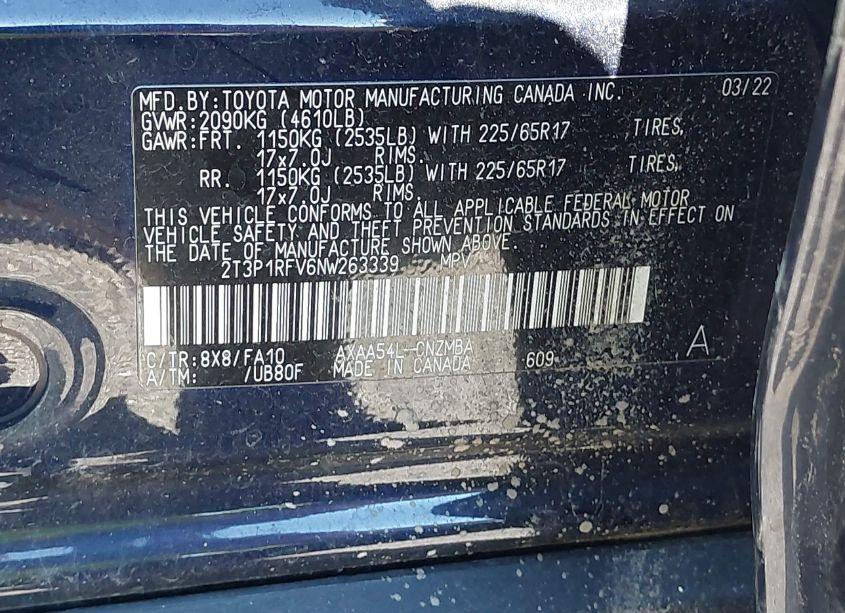 MFD.BY:TOYOTA MOTOR MANUFACTURING CANADA INC. 03/22
GVWR:2090KG (4610LB)
GAWR:FRT. 1150KG (2535LB) WITH 225/65R17 TIRES,
17x7.0J RIMS.
RR. 1150KG (2535LB) WITH 225/65R17 TIRES,
17x7.0J RIMS.
THIS VEHICLE CONFORMS TO ALL APPLICABLE FEDERAL MOTOR
VEHICLE SAFETY AND THEFT PREVENTION STANDARDS IN EFFECT ON
THE DATE OF MANUFACTURE SHOWN ABOVE.
2T3P1RFV6NW263339 MPV
C/TR:8X8/FA10 AXAA54L-CNZMBA A
A/TM: /UB80F MADE IN CANADA 609